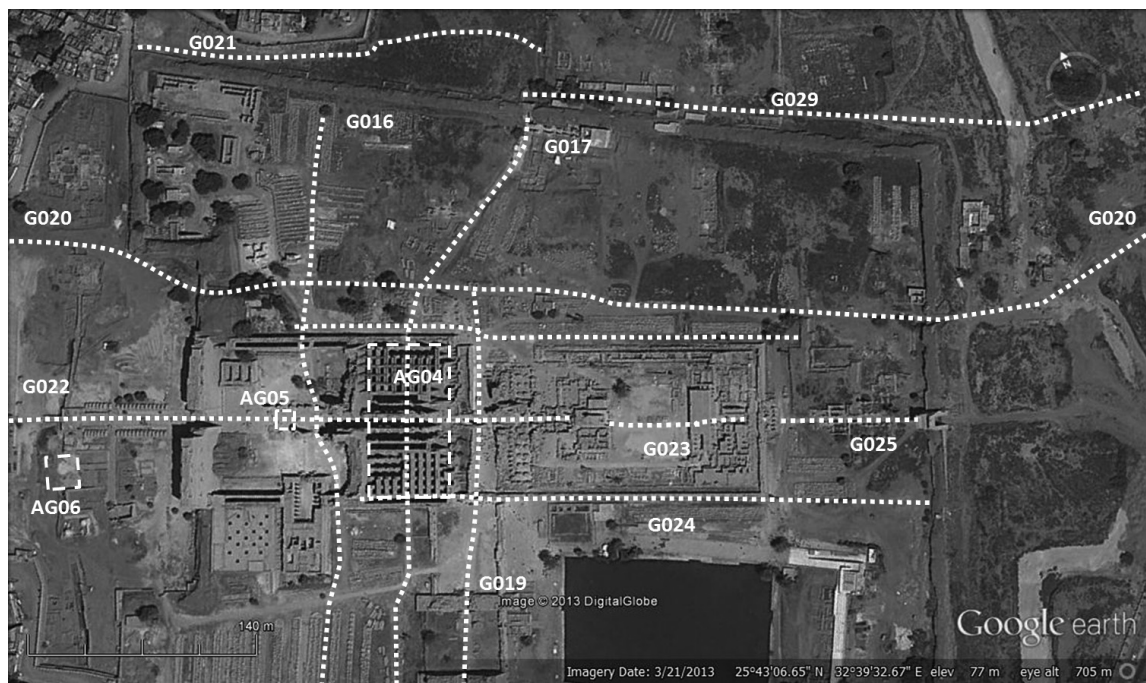 G021
G029
G016
G017
G020
G020
G022
AG04
AG05
G023
G025
AG06
G024
G019
Image © 2013 DigitalGlobe
140 m
Google earth
Imagery Date: 3/21/2013 25°43'06.65" N 32°39'32.67" E elev 77 m eye alt 705 m
N